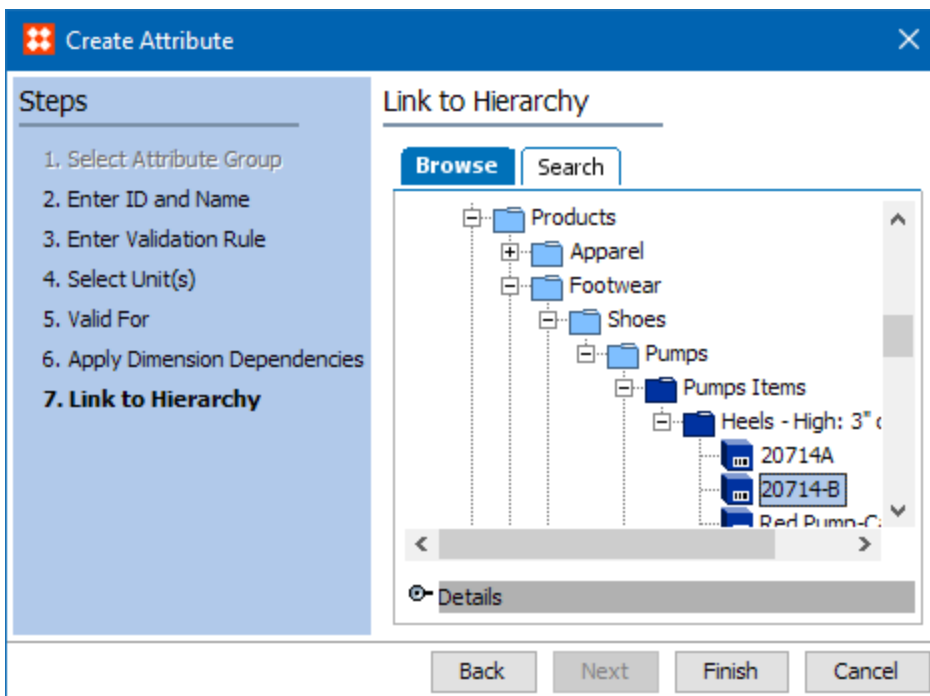 Create Attribute
Steps
1. Select Attribute Group
2. Enter ID and Name
3. Enter Validation Rule
4. Select Unit(s)
5. Valid For
6. Apply Dimension Dependencies
7. Link to Hierarchy
Link to Hierarchy
Browse
Search
Products
Apparel
Footwear
Shoes
Pumps
Pumps Items
Heels - High: 3"
20714A
20714-B
Red Pump-C
Details
Back
Next
Finish
Cancel